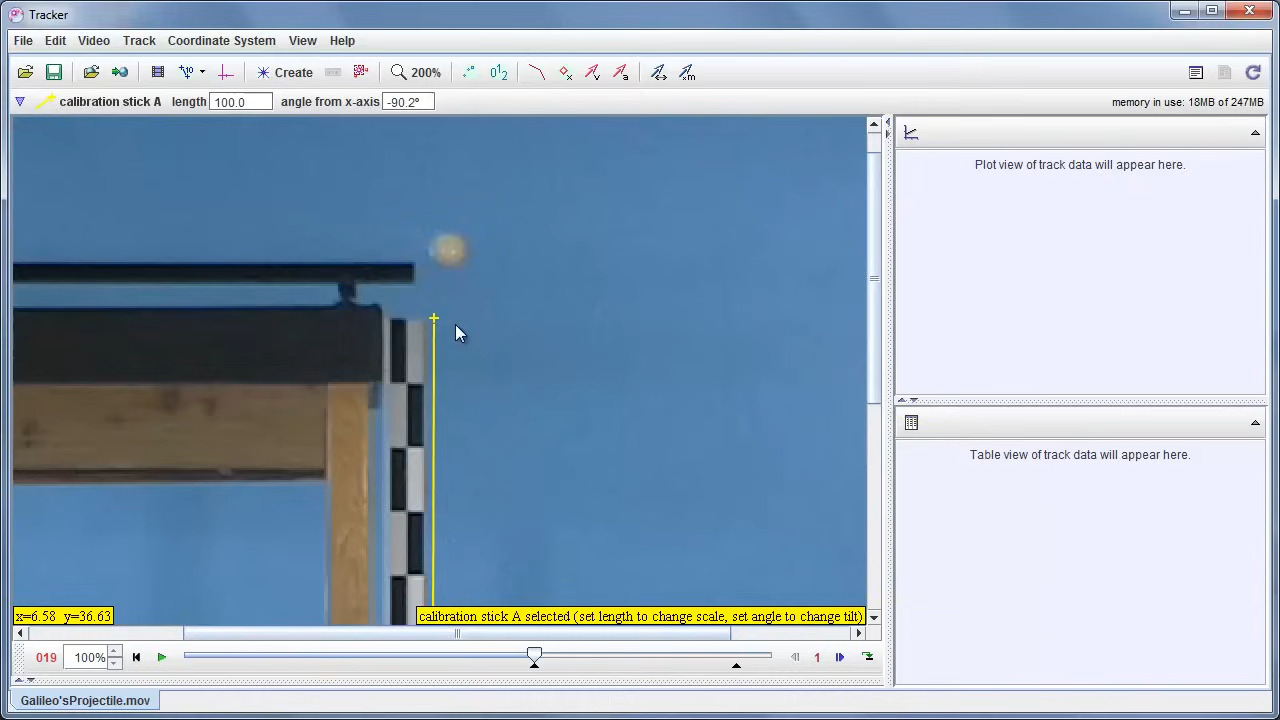 Tracker
File Edit Video Track Coordinate System View Help
Create 200%
calibration stick A length 100.0 angle from x-axis -90.2° memory in use: 18MB of 247MB
Plot view of track data will appear here.
Table view of track data will appear here.
x=6.58 y=36.63 calibration stick A selected (set length to change scale, set angle to change tilt)
019 100% 1
Galileo'sProjectile.mov